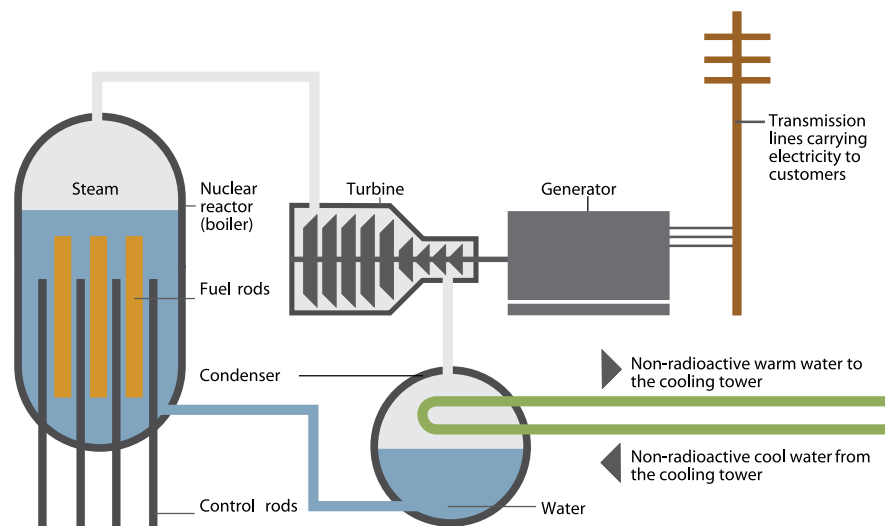 Steam
Nuclear
reactor
(boiler)
Turbine
Generator
Transmission
lines carrying
electricity to
customers
Fuel rods
Condenser
Non-radioactive warm water to
the cooling tower
Non-radioactive cool water from
the cooling tower
Control rods
Water